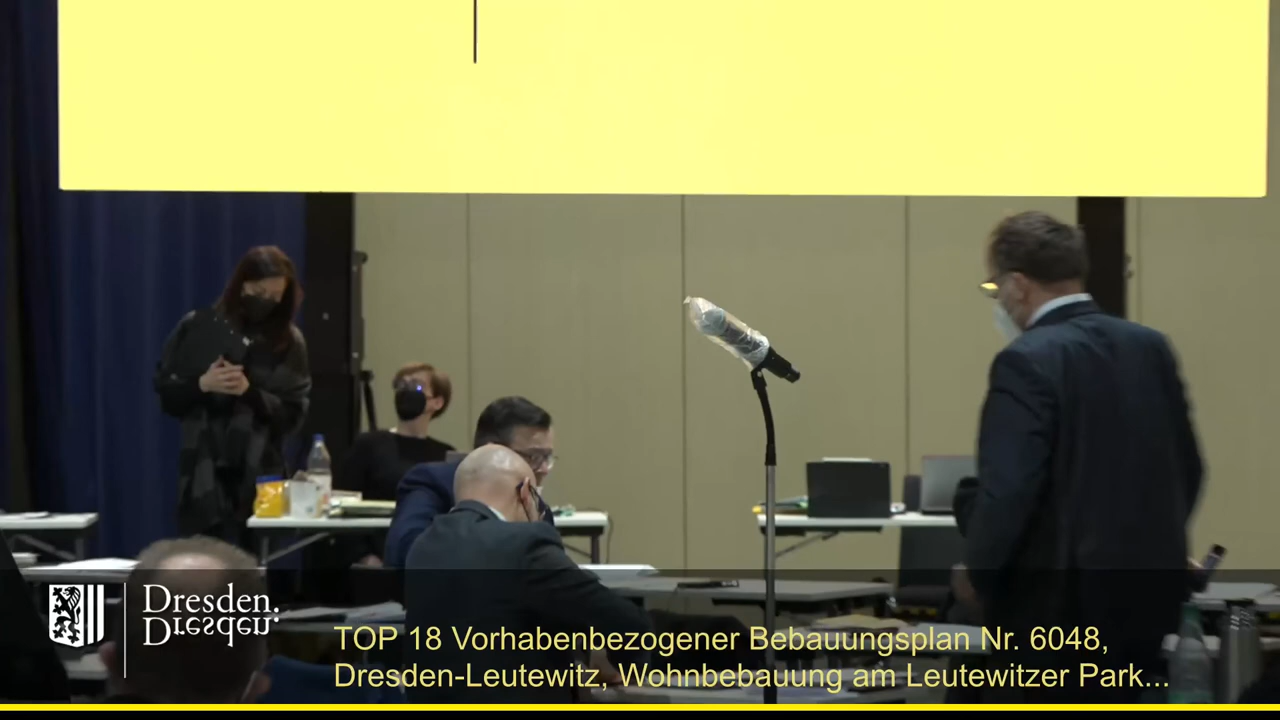 Dresden.
Dresden.
TOP 18 Vorhabenbezogener Bebauungsplan Nr. 6048,
Dresden-Leutewitz, Wohnbebauung am Leutewitzer Park...